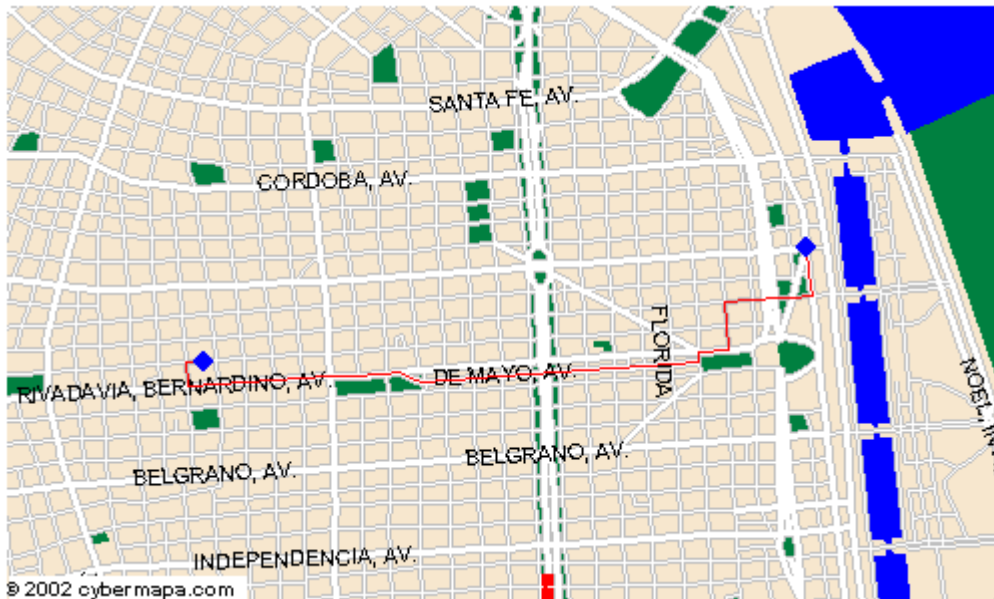 SANTA FE, AV.
CORDOBA, AV.
FLORIDA
RIVADAVIA, BERNARDINO, AV.
DE MAYO, AV.
NOEL,
BELGRANO, AV.
BELGRANO, AV.
INDEPENDENCIA, AV.
© 2002 cybermapa.com